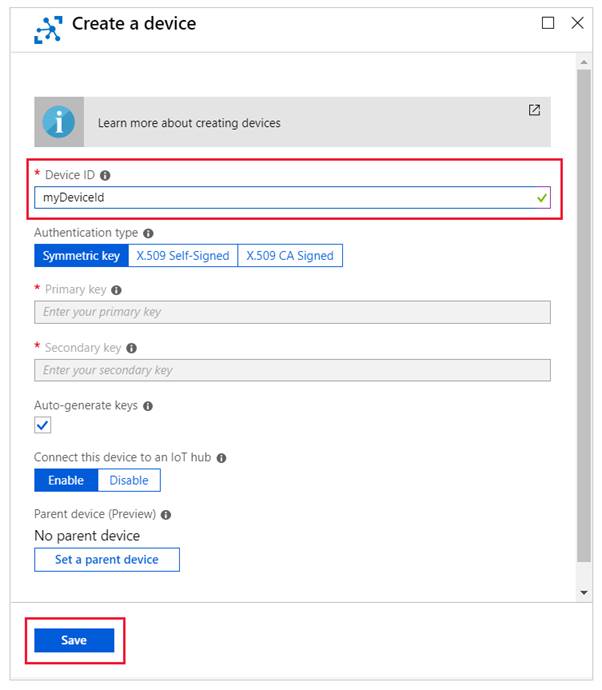 Create a device
Learn more about creating devices
* Device ID
myDeviceId
Authentication type
Symmetric key X.509 Self-Signed X.509 CA Signed
* Primary key
Enter your primary key
* Secondary key
Enter your secondary key
Auto-generate keys
Connect this device to an IoT hub
Enable Disable
Parent device (Preview)
No parent device
Set a parent device
Save